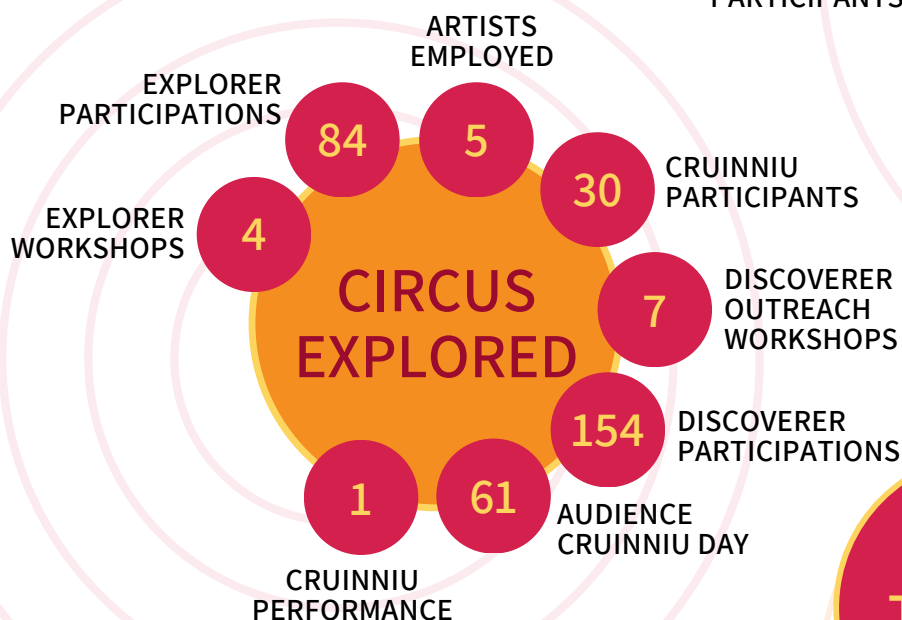 ARTISTS
EMPLOYED
EXPLORER
PARTICIPATIONS
84
5
30
CRUINNIU
PARTICIPANTS
EXPLORER
WORKSHOPS
4
CIRCUS
EXPLORED
7
DISCOVERER
OUTREACH
WORKSHOPS
154
DISCOVERER
PARTICIPATIONS
1
61
AUDIENCE
CRUINNIU DAY
CRUINNIU
PERFORMANCE